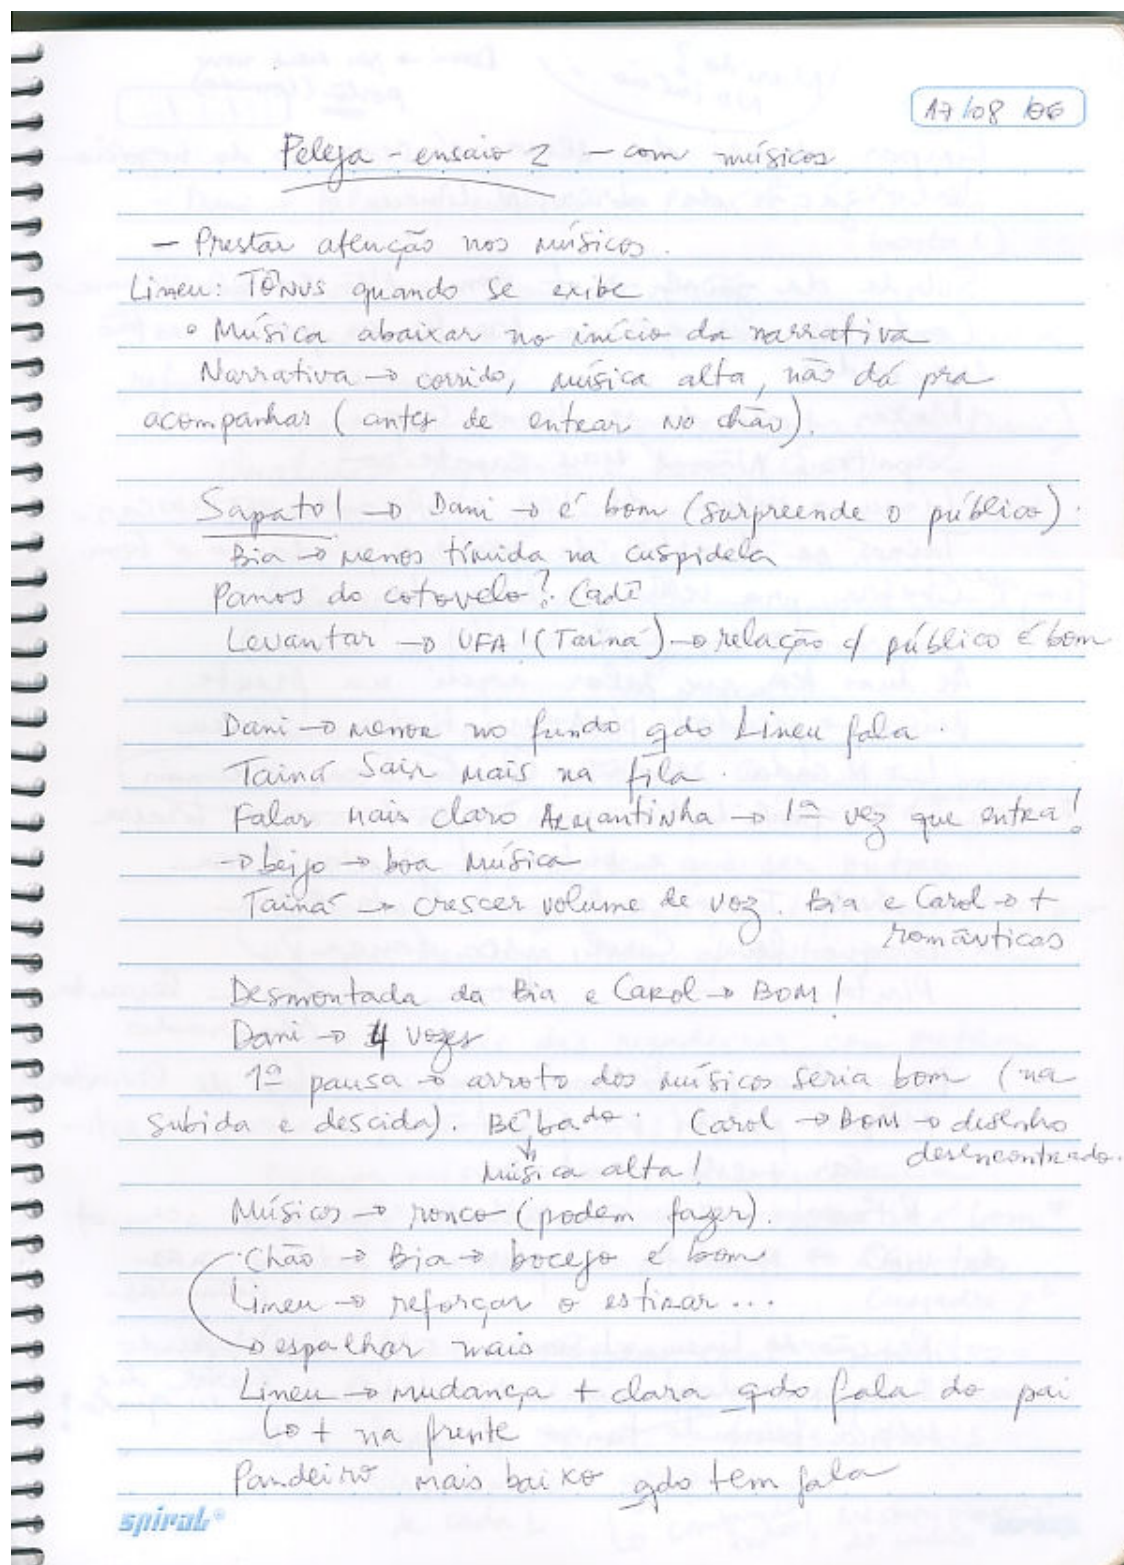 17/08/06
Peleja - ensaio 2 - com músicos
- Prestar atenção nos músicos.
Lineu: TÔNUS quando se exibe
• Música abaixar no início da narrativa
Narrativa → corrido, música alta, não dá pra
acompanhar (antes de entrar no chão).
Sapato! → Dani → é bom (surpreende o público).
Bia → menos tímida na cuspidela
Panos do cotovelo? Cadê
Levantar → UFA! (Tainá) → relação c/ público é bom
Dani → menor no fundo qdo Lineu fala.
Tainá sair mais na fila.
Falar mais claro Armantinha → 1ª vez que entra!
→ beijo → boa música
Tainá → crescer volume de voz. Bia e Carol → +
românticas
Desmontada da Bia e Carol → BOM!
Dani → 4 vozes
1ª pausa → arroto dos músicos seria bom (na
subida e descida). Bêbado. Carol → BOM → desenho
desencontrado.
Música alta!
Músicos → ronco (podem fazer).
Chão → Bia → bocejo é bom
Lineu → reforçar o estirar...
→ espalhar mais
Lineu → mudança + clara qdo fala do pai
↳ + na frente
Pandeiro mais baixo qdo tem fala
spiral®